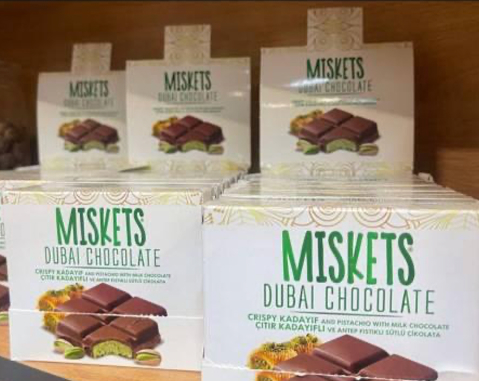 MISKETS
DUBAI CHOCOLATE
MISKETS
DUBAI CHOCOLATE
MISKETS
DUBAI CHOCOLATE
MISKETS
DUBAI CHOCOLATE
CRISPY KADAYIF AND PISTACHIO WITH MILK CHOCOLATE
ÇITIR KADAYIFLI VE ANTEP FISTIKLI SÜTLÜ ÇİKOLATA
MISKETS
DUBAI CHOCOLATE
CRISPY KADAYIF AND PISTACHIO WITH MILK CHOCOLATE
ÇITIR KADAYIFLI VE ANTEP FISTIKLI SÜTLÜ ÇİKOLATA